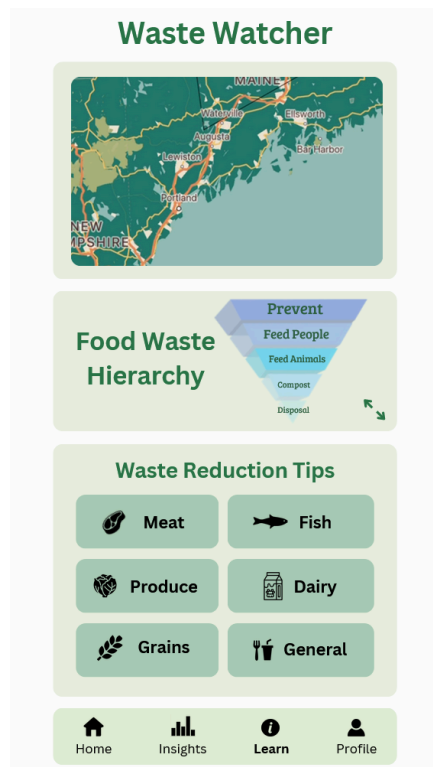 Waste Watcher
MAINE
Waterville
Ellsworth
Augusta
Bar Harbor
Lewiston
Portland
NEW
MPSHIRE
Food Waste
Hierarchy
Prevent
Feed People
Feed Animals
Compost
Disposal
Waste Reduction Tips
Meat
Fish
Produce
Dairy
Grains
General
Home
Insights
Learn
Profile